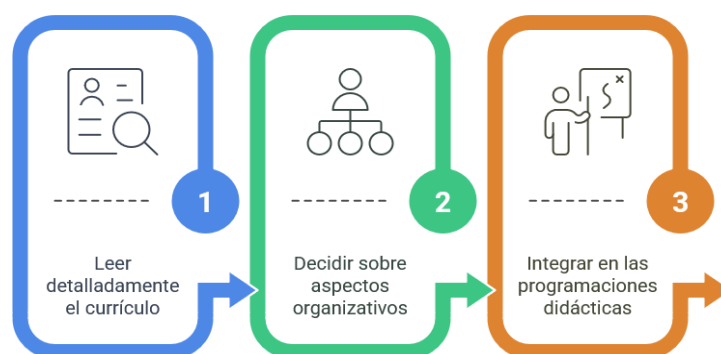 1
Leer
detalladamente
el currículo
2
Decidir sobre
aspectos
organizativos
3
Integrar en las
programaciones
didácticas